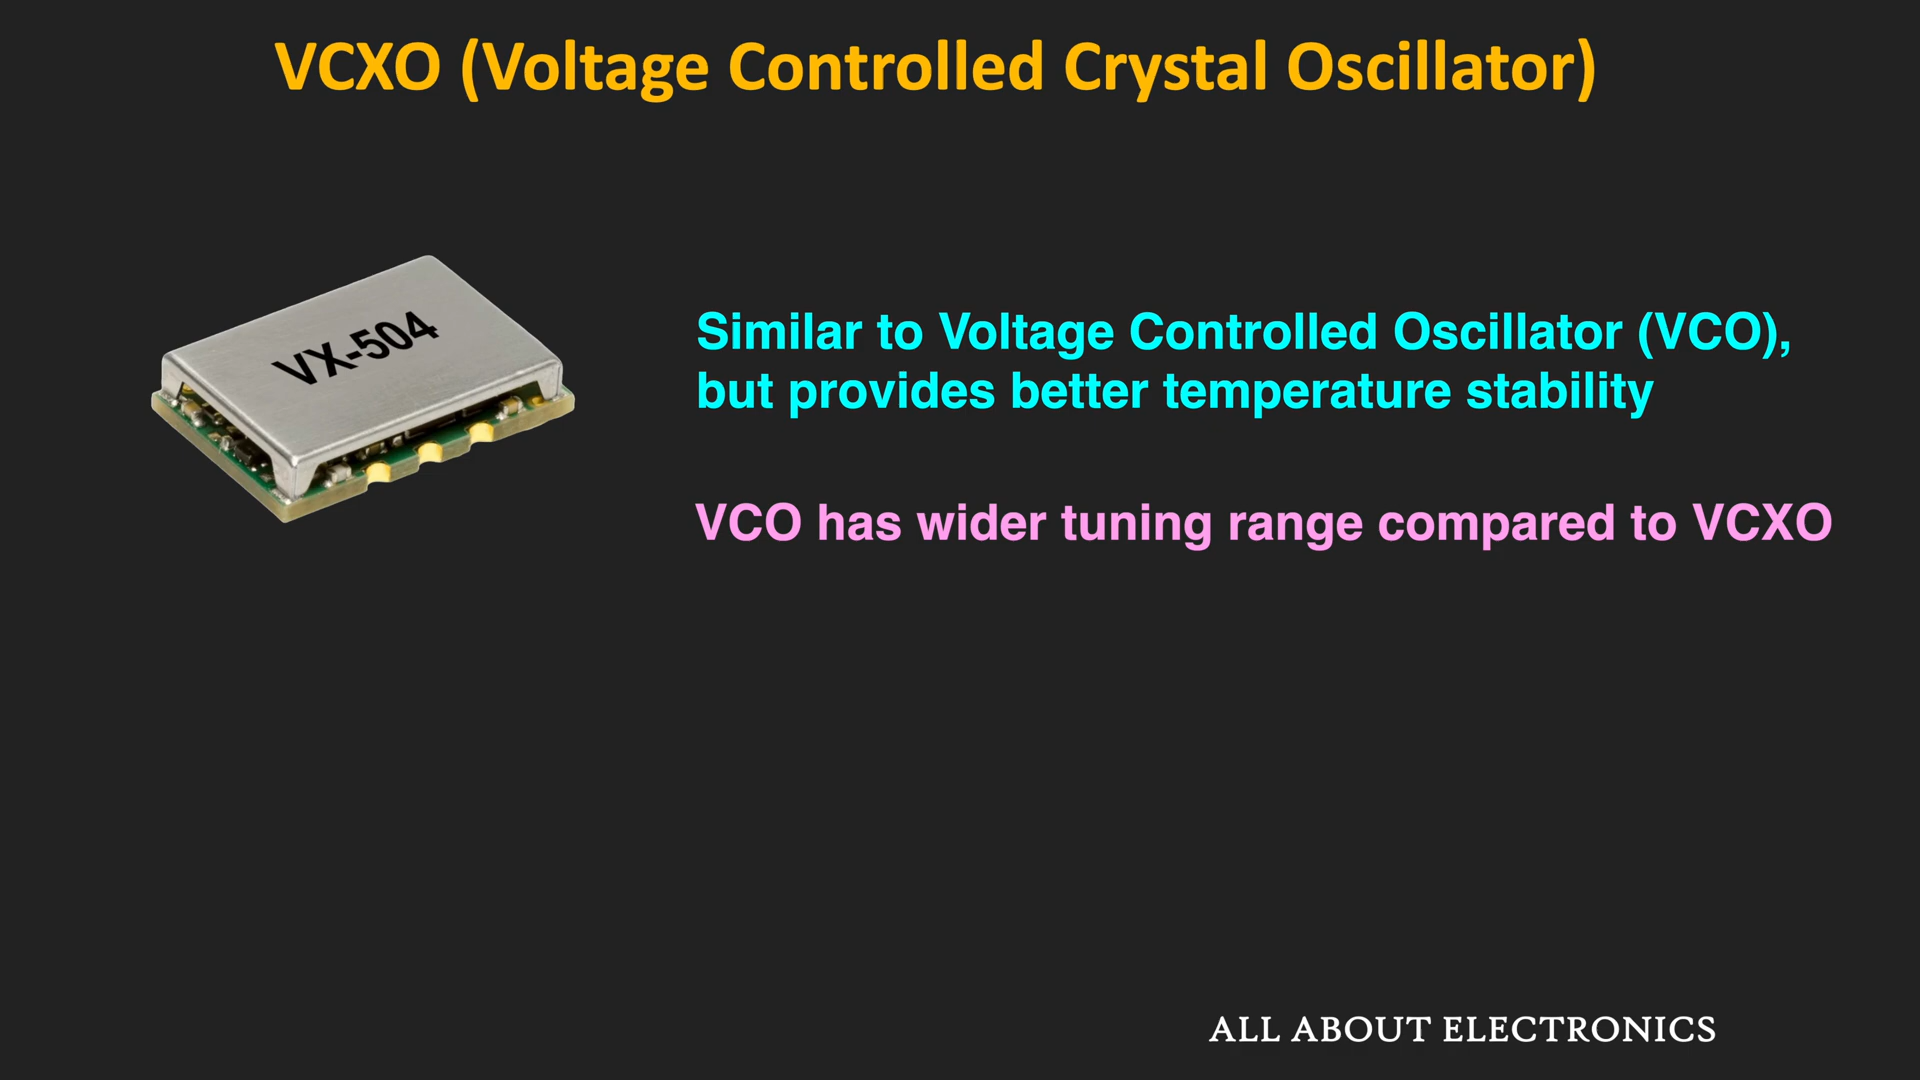 VCXO (Voltage Controlled Crystal Oscillator)
VX-504
Similar to Voltage Controlled Oscillator (VCO),
but provides better temperature stability
VCO has wider tuning range compared to VCXO
ALL ABOUT ELECTRONICS